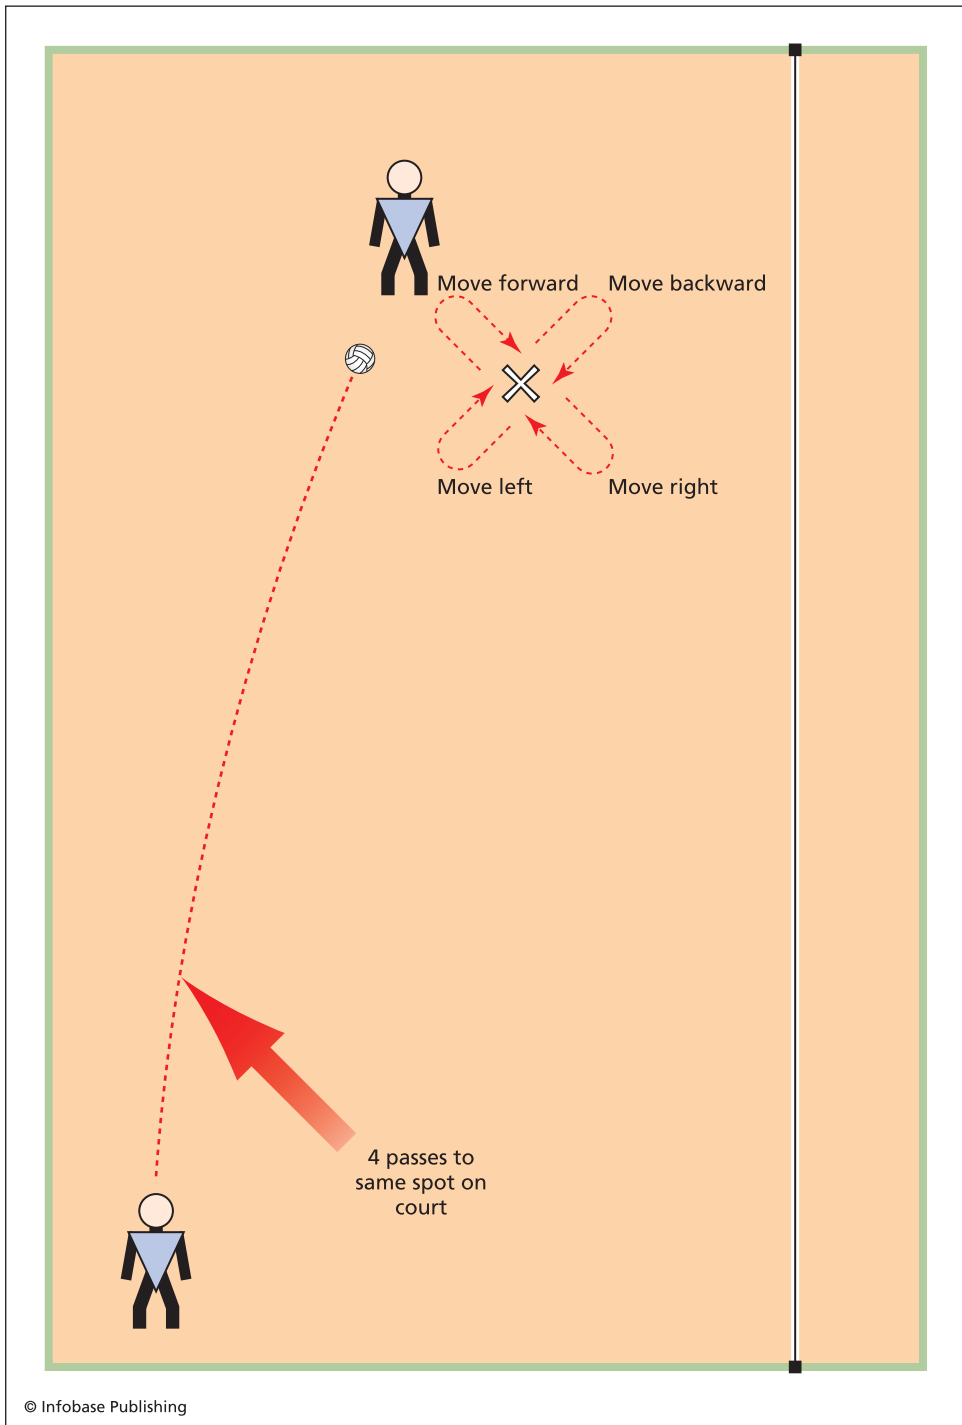 Move forward
Move backward
Move left
Move right
4 passes to
same spot on
court
© Infobase Publishing